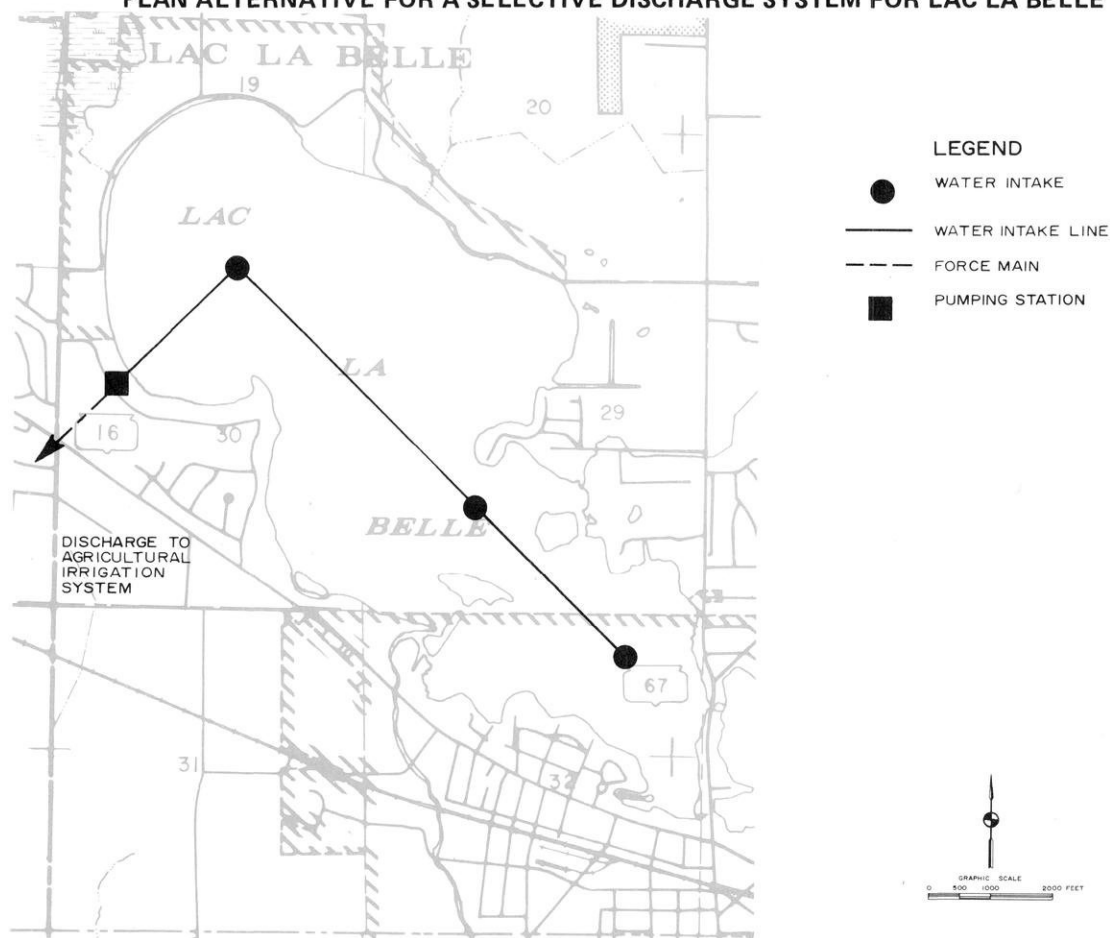 PLAN ALTERNATIVE FOR A SELECTIVE DISCHARGE SYSTEM FOR LAC LA BELLE
LAC LA BELLE
19
20
LAC
LA
BELLE
29
16
30
DISCHARGE TO
AGRICULTURAL
IRRIGATION
SYSTEM
67
31
32
LEGEND
WATER INTAKE
WATER INTAKE LINE
FORCE MAIN
PUMPING STATION
GRAPHIC SCALE
0 500 1000 2000 FEET